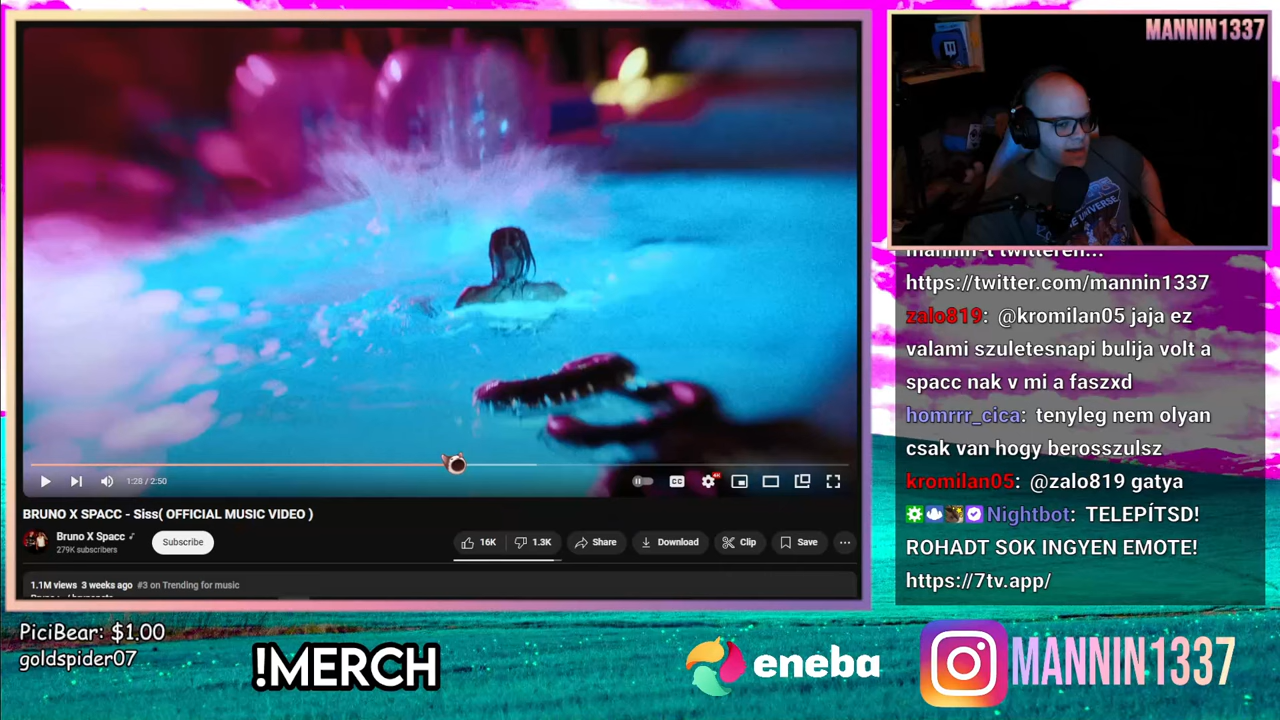 MANNIN1337
1:28 / 2:50
CC
BRUNO X SPACC - Siss( OFFICIAL MUSIC VIDEO )
Bruno X Spacc
279K subscribers
Subscribe
16K
1.3K
Share
Download
Clip
Save
1.1M views 3 weeks ago #3 on Trending for music
mannin-t twitteren...
https://twitter.com/mannin1337
zalo819: @kromilan05 jaja ez
valami szuletesnapi bulija volt a
spacc nak v mi a faszxd
homrrr_cica: tenyleg nem olyan
csak van hogy berosszulsz
kromilan05: @zalo819 gatya
Nightbot: TELEPÍTSD!
ROHADT SOK INGYEN EMOTE!
https://7tv.app/
PiciBear: $1.00
goldspider07
!MERCH
eneba
MANNIN1337